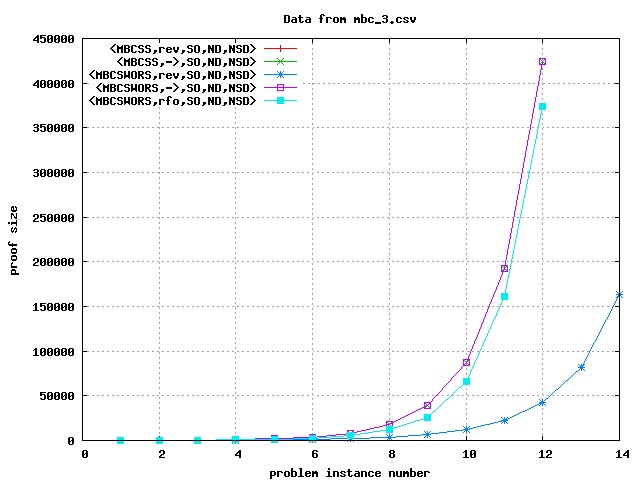 Data from mbc_3.csv
<MBCSS,rev,SO,ND,NSD>
<MBCSS,->,SO,ND,NSD>
<MBCSWORS,rev,SO,ND,NSD>
<MBCSWORS,->,SO,ND,NSD>
<MBCSWORS,rfo,SO,ND,NSD>
450000
400000
350000
300000
250000
200000
150000
100000
50000
0
proof size
0 2 4 6 8 10 12 14
problem instance number